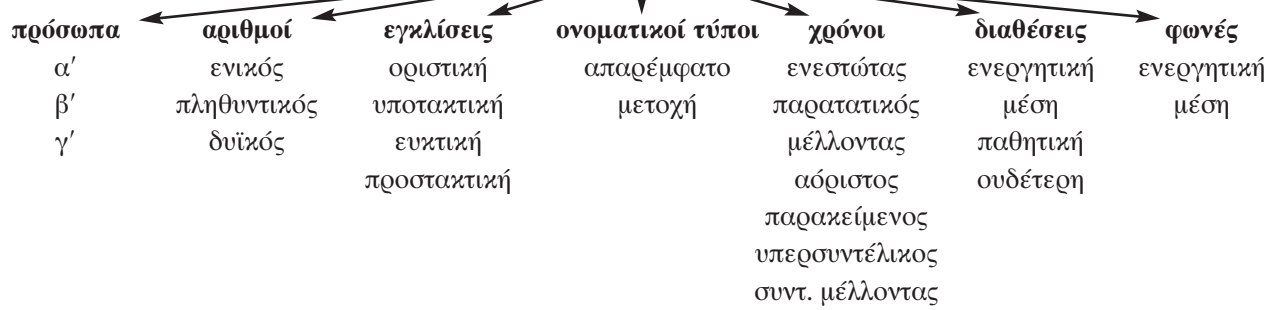 πρόσωπα αριθμοί εγκλίσεις ονοματικοί τύποι χρόνοι διαθέσεις φωνές
α′ ενικός οριστική απαρέμφατο ενεστώτας ενεργητική ενεργητική
β′ πληθυντικός υποτακτική μετοχή παρατατικός μέση μέση
γ′ δυϊκός ευκτική μέλλοντας παθητική
προστακτική αόριστος ουδέτερη
παρακείμενος
υπερσυντέλικος
συντ. μέλλοντας